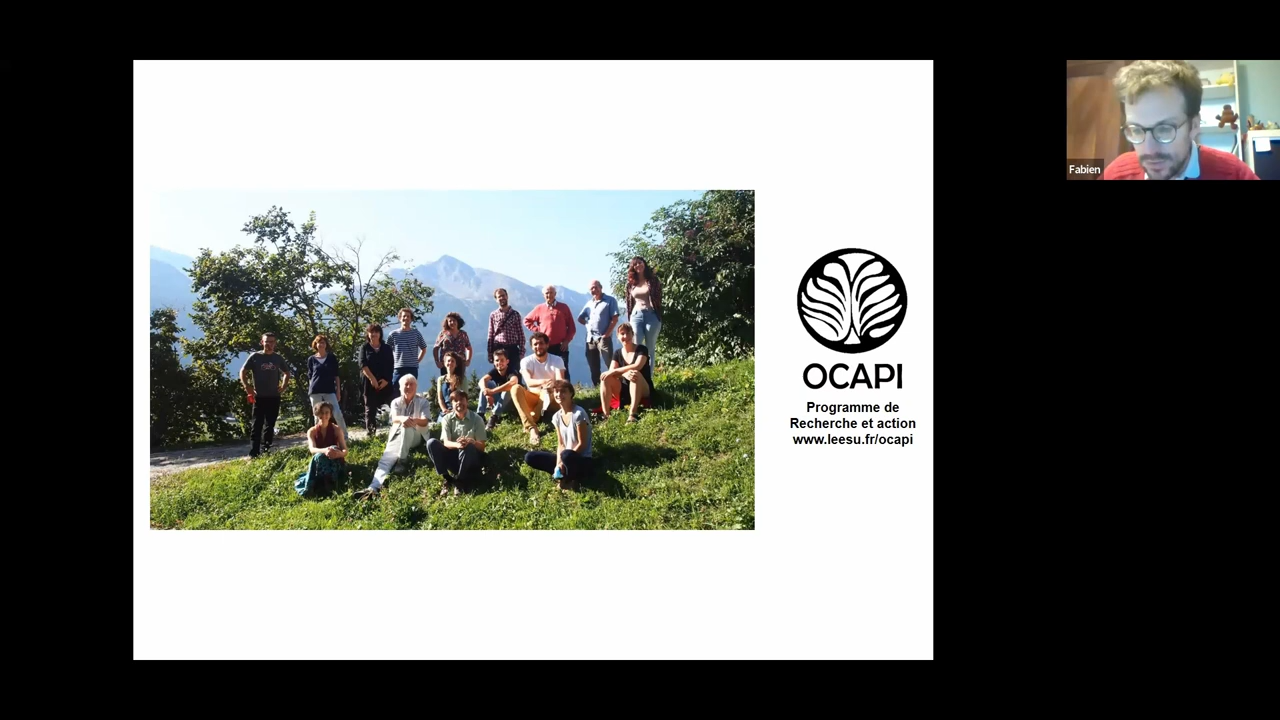 OCAPI
Programme de
Recherche et action
www.leesu.fr/ocapi
Fabien